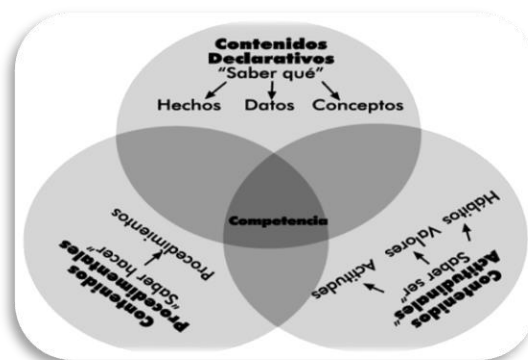 Contenidos
Declarativos
"Saber qué"
Hechos Datos Conceptos
Competencia
Contenidos
Procedimentales
"Saber hacer"
Procedimientos
Contenidos
Actitudinales"
Saber ser"
Actitudes Valores Hábitos